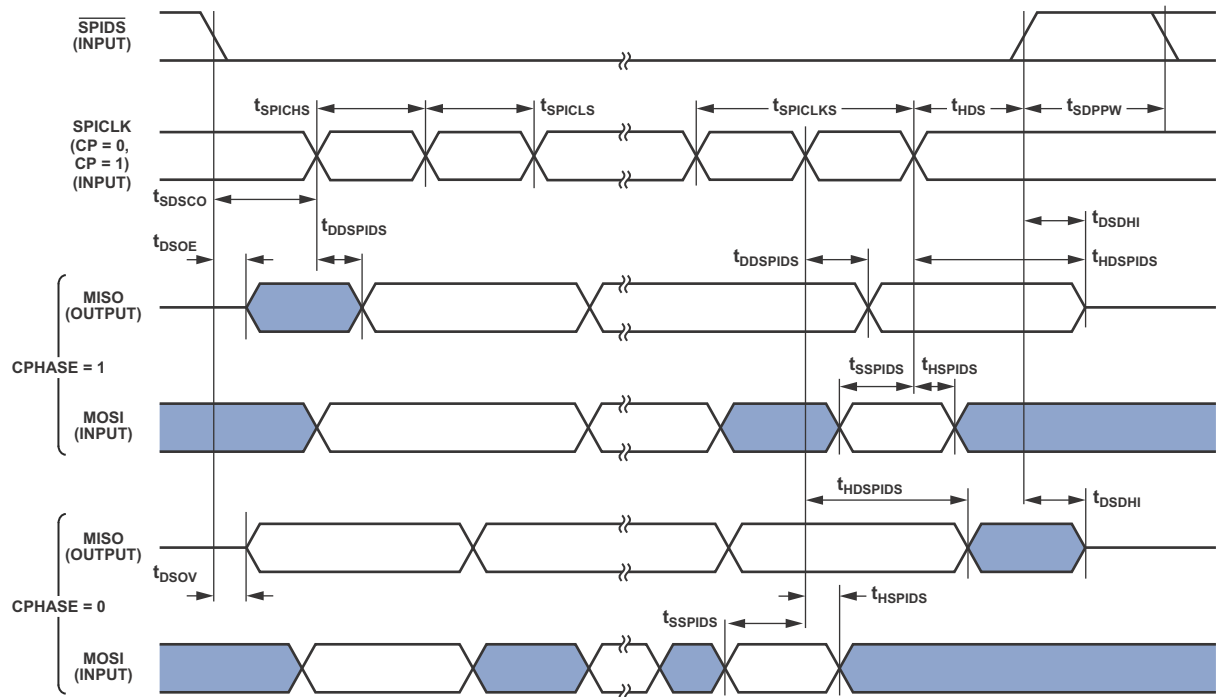 SPIDS
(INPUT)
tSPICHS
tSPICLS
tSPICLKS
tHDS
tSDPPW
SPICLK
(CP = 0,
CP = 1)
(INPUT)
tSDSCO
tDDSPIDS
tDSOE
tDSDHI
tDDSPIDS
tHDSPIDS
MISO
(OUTPUT)
CPHASE = 1
tSSPIDS
tHSPIDS
MOSI
(INPUT)
tHDSPIDS
tDSDHI
MISO
(OUTPUT)
tDSOV
CPHASE = 0
tHSPIDS
tSSPIDS
MOSI
(INPUT)